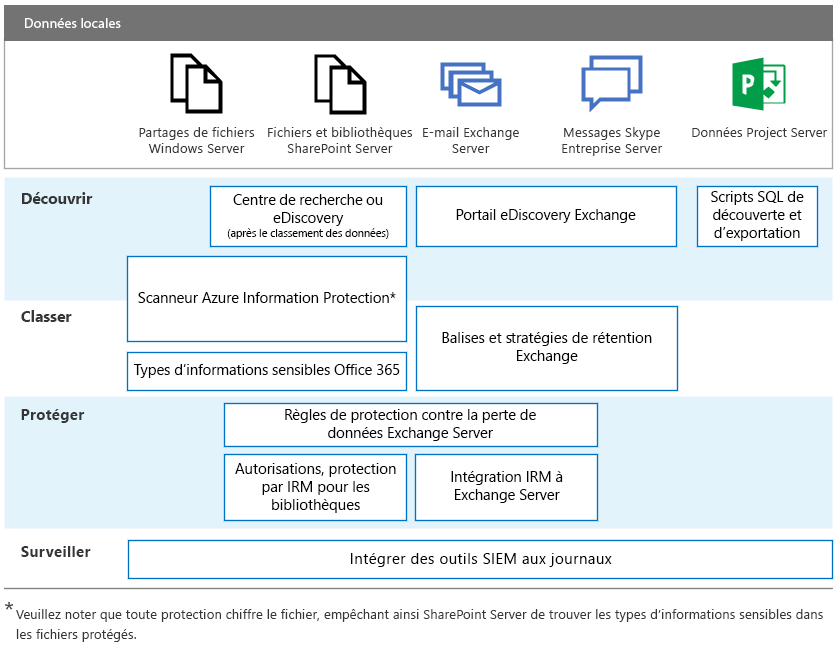 Données locales
Partages de fichiers
Windows Server
Fichiers et bibliothèques
SharePoint Server
E-mail Exchange
Server
Messages Skype
Entreprise Server
Données Project Server
P
Découvrir
Centre de recherche ou
eDiscovery
(après le classement des données)
Portail eDiscovery Exchange
Scripts SQL de
découverte et
d’exportation
Scanneur Azure Information Protection*
Classer
Balises et stratégies de rétention
Exchange
Types d’informations sensibles Office 365
Protéger
Règles de protection contre la perte de
données Exchange Server
Autorisations, protection
par IRM pour les
bibliothèques
Intégration IRM à
Exchange Server
Surveiller
Intégrer des outils SIEM aux journaux
* Veuillez noter que toute protection chiffre le fichier, empêchant ainsi SharePoint Server de trouver les types d’informations sensibles dans
les fichiers protégés.